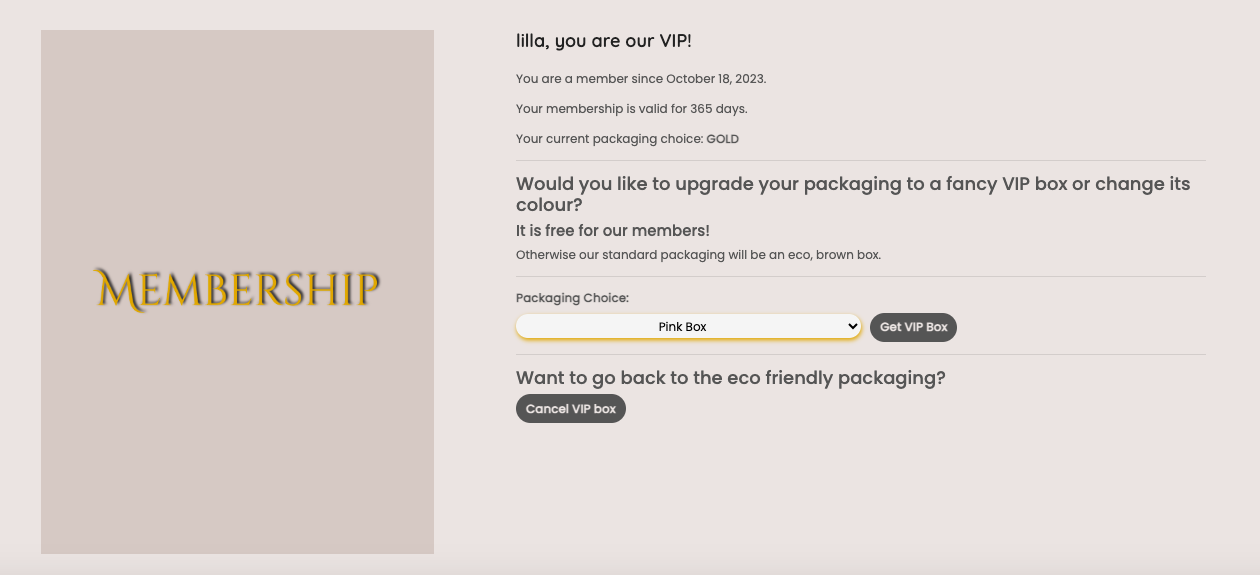 Membership
lilla, you are our VIP!
You are a member since October 18, 2023.
Your membership is valid for 365 days.
Your current packaging choice: GOLD
Would you like to upgrade your packaging to a fancy VIP box or change its
colour?
It is free for our members!
Otherwise our standard packaging will be an eco, brown box.
Packaging Choice:
Pink Box
Get VIP Box
Want to go back to the eco friendly packaging?
Cancel VIP box